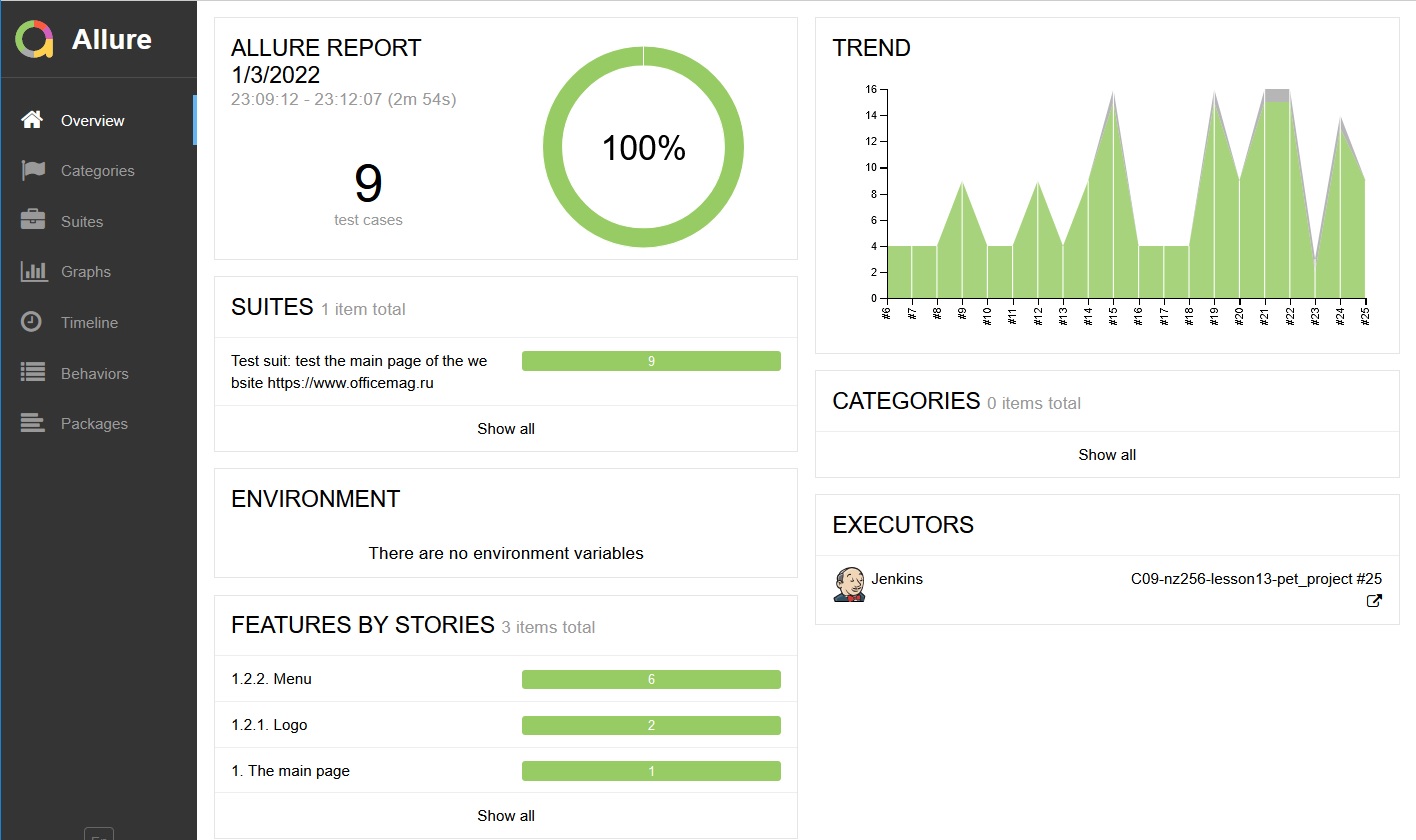 Allure
Overview
Categories
Suites
Graphs
Timeline
Behaviors
Packages
ALLURE REPORT
1/3/2022
23:09:12 - 23:12:07 (2m 54s)
9
test cases
100%
SUITES 1 item total
Test suit: test the main page of the we
bsite https://www.officemag.ru
9
Show all
ENVIRONMENT
There are no environment variables
FEATURES BY STORIES 3 items total
1.2.2. Menu 6
1.2.1. Logo 2
1. The main page 1
Show all
TREND
16
14
12
10
8
6
4
2
0
#6 #7 #8 #9 #10 #11 #12 #13 #14 #15 #16 #17 #18 #19 #20 #21 #22 #23 #24 #25
CATEGORIES 0 items total
Show all
EXECUTORS
Jenkins C09-nz256-lesson13-pet_project #25